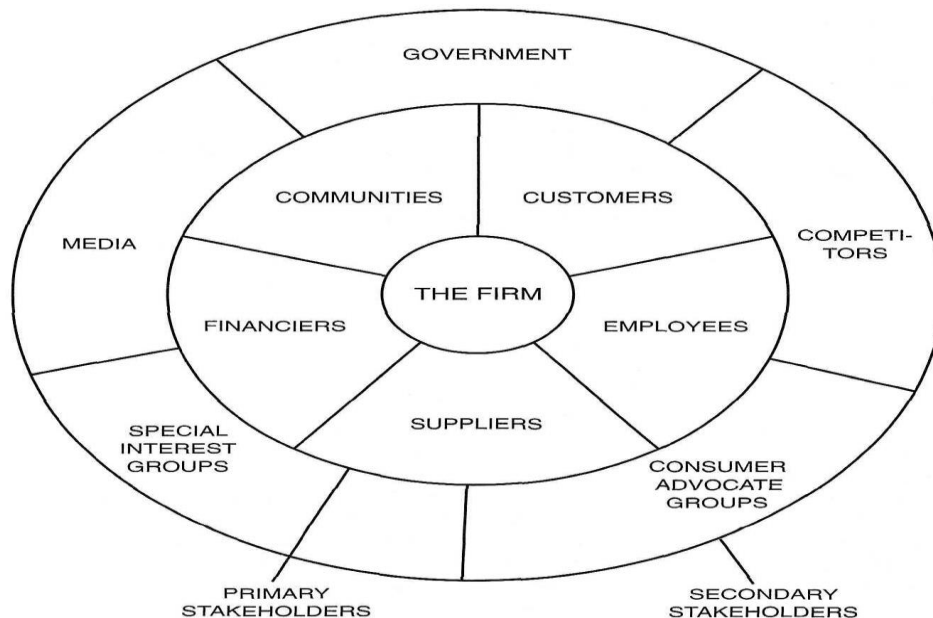 GOVERNMENT
COMMUNITIES
CUSTOMERS
MEDIA
COMPETI-
TORS
THE FIRM
FINANCIERS
EMPLOYEES
SUPPLIERS
SPECIAL
INTEREST
GROUPS
CONSUMER
ADVOCATE
GROUPS
PRIMARY
STAKEHOLDERS
SECONDARY
STAKEHOLDERS